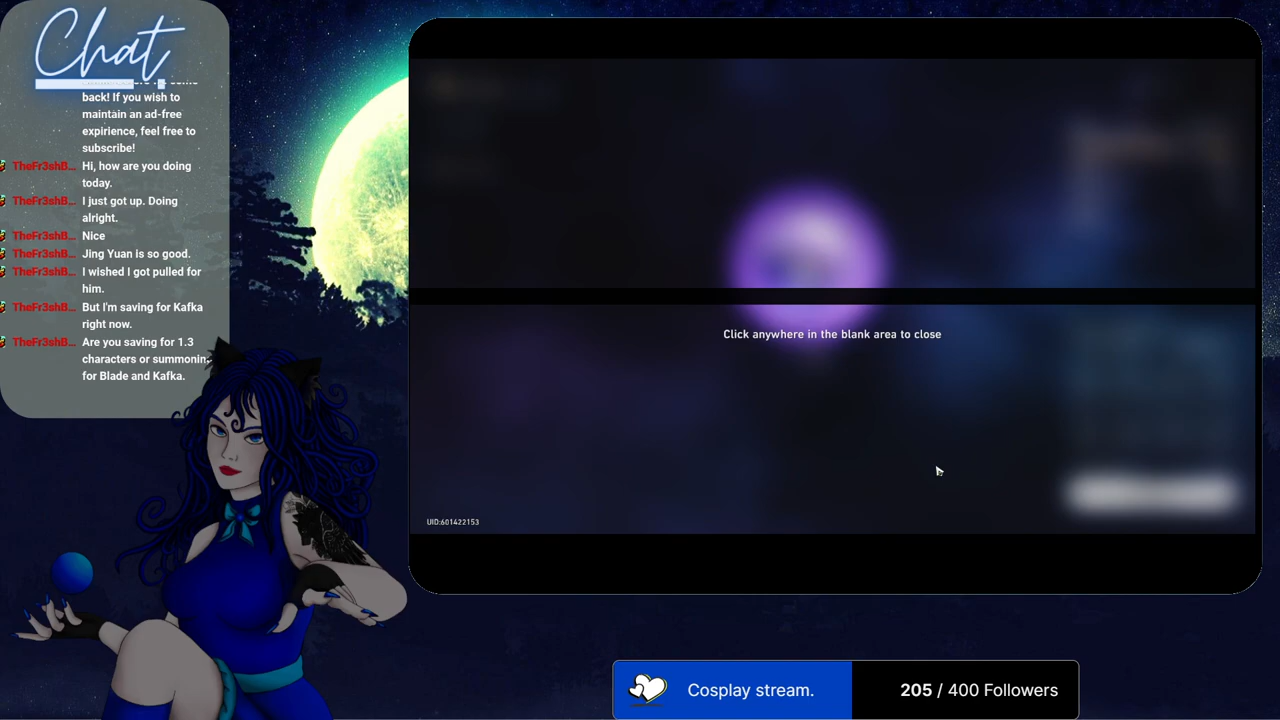 Chat
back! If you wish to
maintain an ad-free
expirience, feel free to
subscribe!
TheFr3shB... Hi, how are you doing
today.
TheFr3shB... I just got up. Doing
alright.
TheFr3shB... Nice
TheFr3shB... Jing Yuan is so good.
TheFr3shB... I wished I got pulled for
him.
TheFr3shB... But I'm saving for Kafka
right now.
TheFr3shB... Are you saving for 1.3
characters or summonin
for Blade and Kafka.
Click anywhere in the blank area to close
UID:601422153
Cosplay stream.
205 / 400 Followers